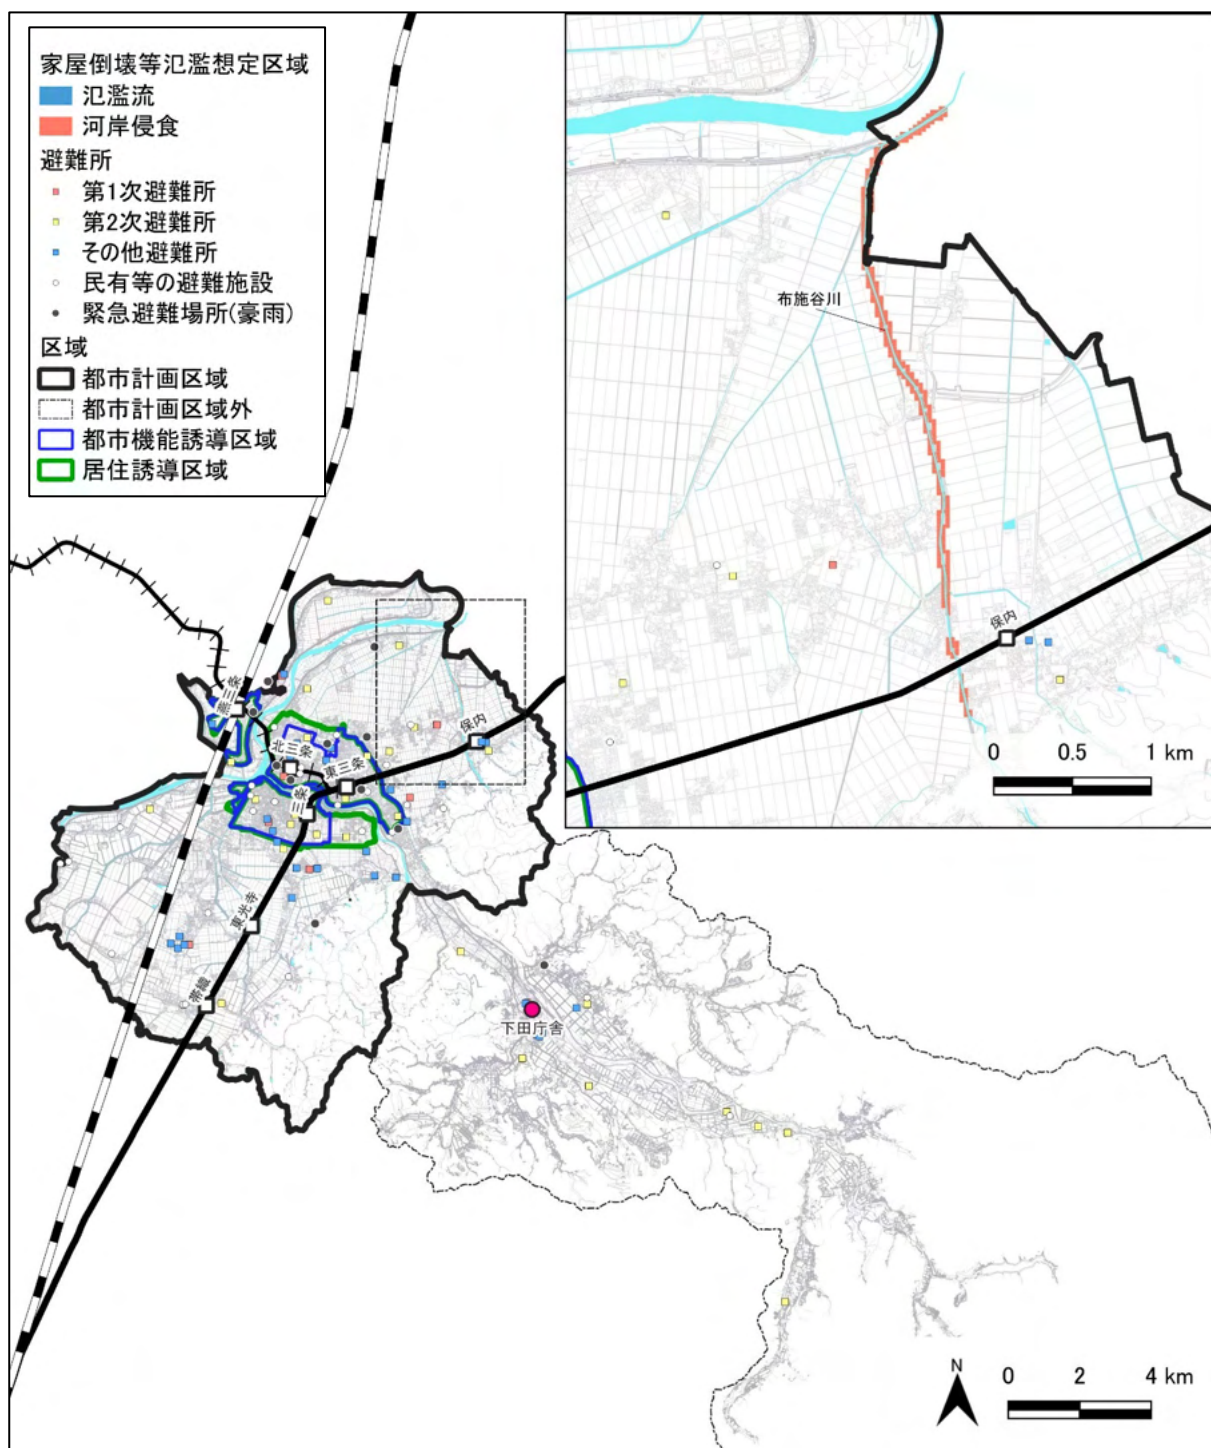 家屋倒壊等氾濫想定区域
氾濫流
河岸侵食
避難所
第1次避難所
第2次避難所
その他避難所
民有等の避難施設
緊急避難場所(豪雨)
区域
都市計画区域
都市計画区域外
都市機能誘導区域
居住誘導区域
布施谷川
保内
0 0.5 1 km
燕三条
北三条
東三条
三条
保内
東光寺
帯織
下田庁舎
N
0 2 4 km